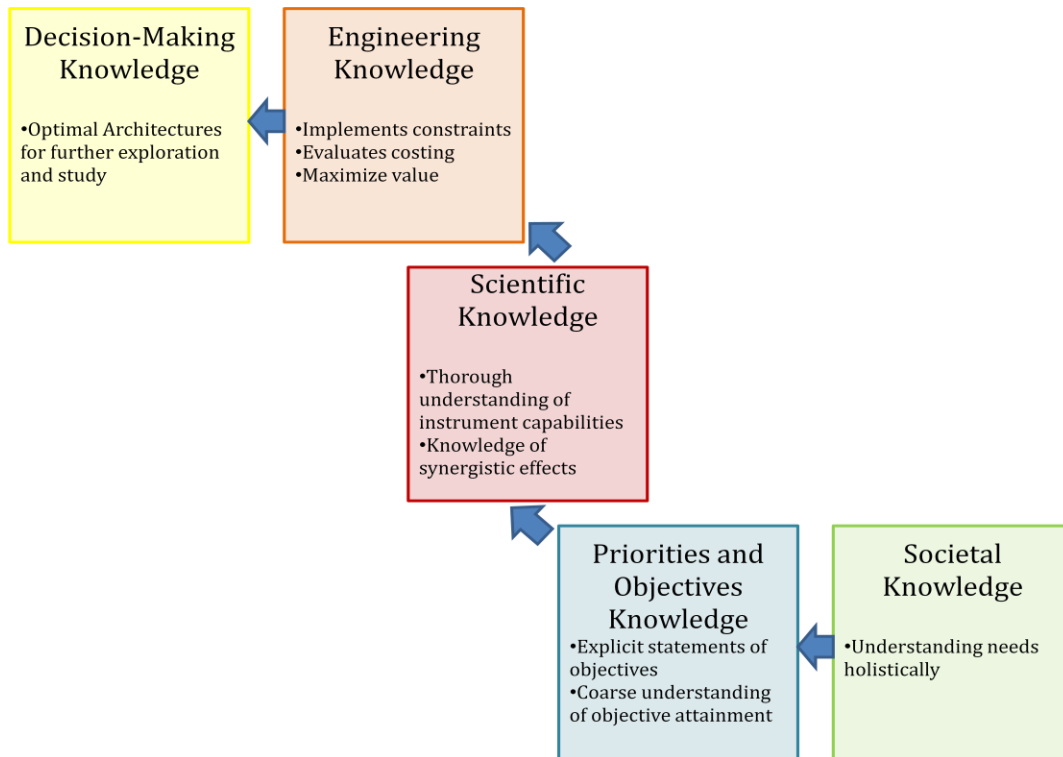 Decision-Making
Knowledge
•Optimal Architectures
for further exploration
and study
Engineering
Knowledge
•Implements constraints
•Evaluates costing
•Maximize value
Scientific
Knowledge
•Thorough
understanding of
instrument capabilities
•Knowledge of
synergistic effects
Priorities and
Objectives
Knowledge
•Explicit statements of
objectives
•Coarse understanding
of objective attainment
Societal
Knowledge
•Understanding needs
holistically